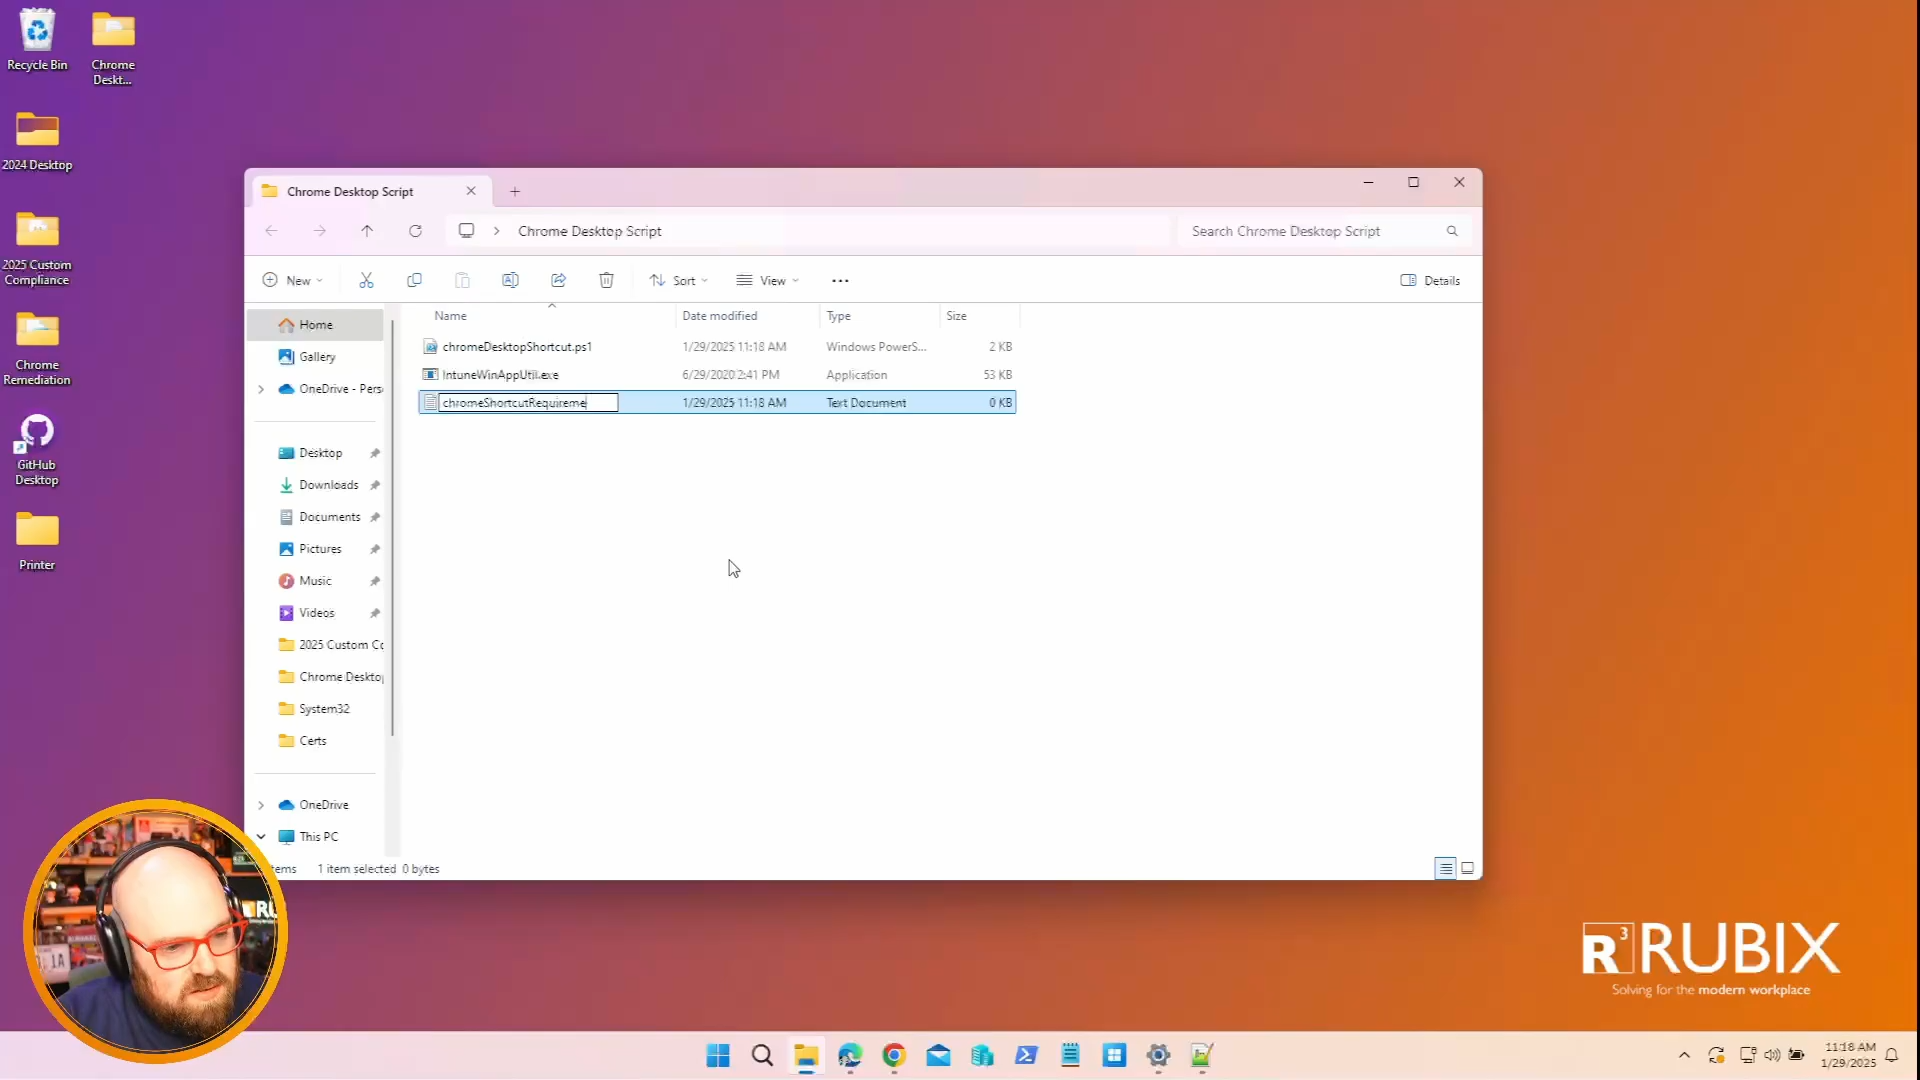 Recycle Bin
Chrome
Deskt...
2024 Desktop
2025 Custom
Compliance
Chrome
Remediation
GitHub
Desktop
Printer
Chrome Desktop Script
Chrome Desktop Script
Search Chrome Desktop Script
New
Sort
View
Details
Name
Date modified
Type
Size
chromeDesktopShortcut.ps1
1/29/2025 11:18 AM
Windows PowerS...
2 KB
IntuneWinAppUtil.exe
6/29/2020 2:41 PM
Application
53 KB
chromeShortcutRequireme
1/29/2025 11:18 AM
Text Document
0 KB
Home
Gallery
OneDrive - Pers
Desktop
Downloads
Documents
Pictures
Music
Videos
2025 Custom Co
Chrome Desktop
System32
Certs
OneDrive
This PC
tems
1 item selected 0 bytes
R3 RUBIX
Solving for the modern workplace
11:18 AM
1/29/2025